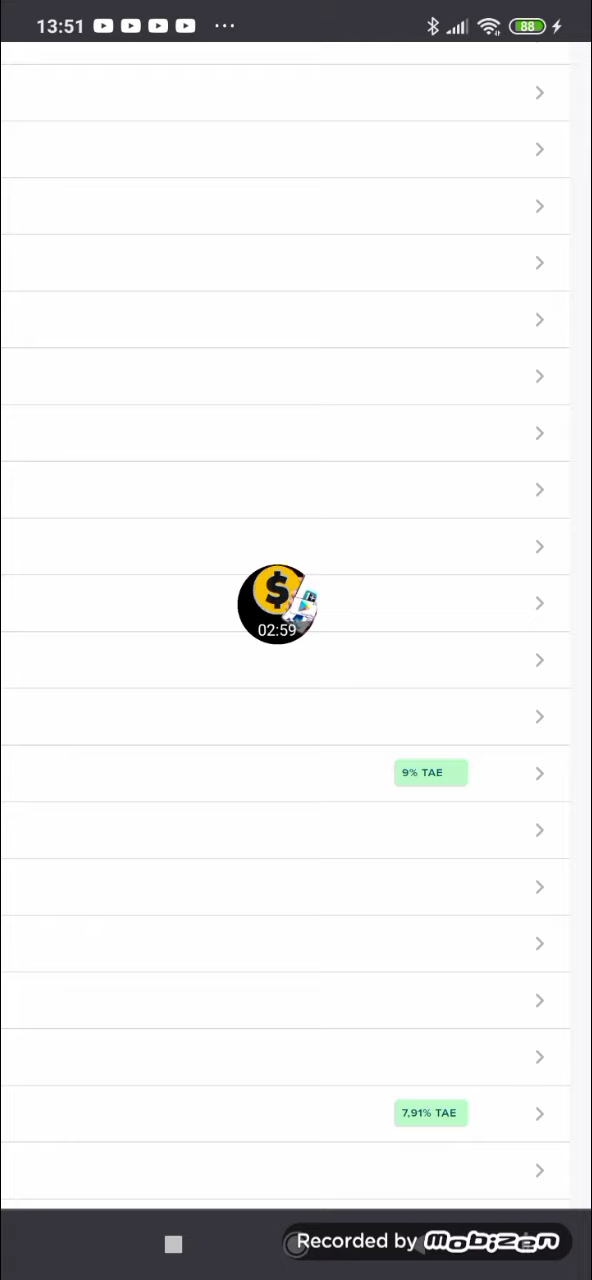 13:51 ... 88
$
02:59
9% TAE
7,91% TAE
Recorded by mobizen